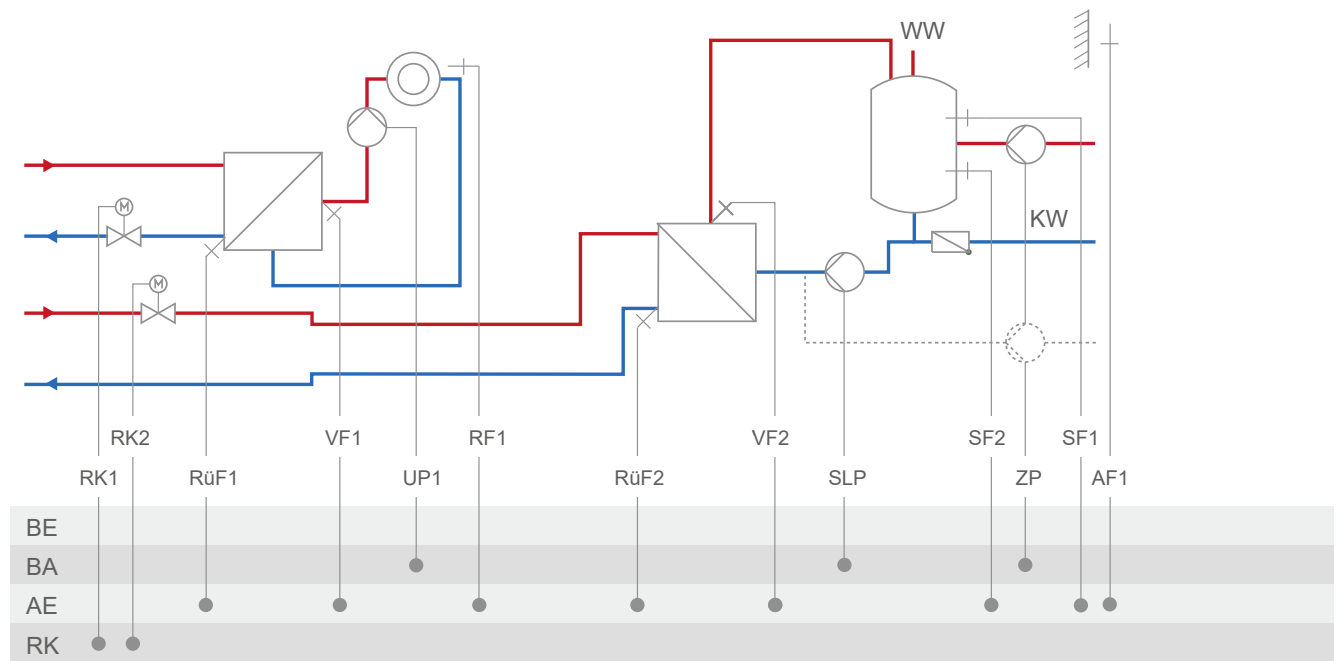 WW
M
KW
M
RK2 VF1 RF1 VF2 SF2 SF1
RK1 RüF1 UP1 RüF2 SLP ZP AF1
BE
BA
AE
RK